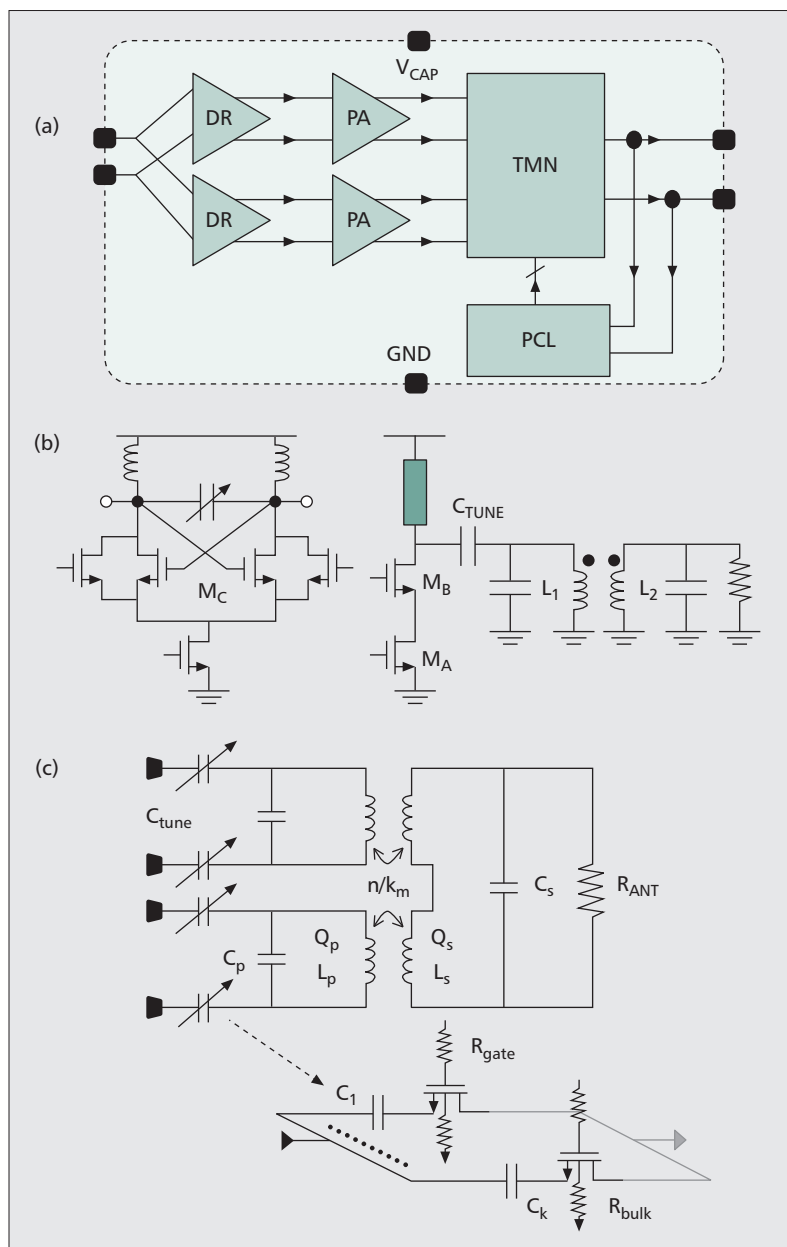 (a)
V_CAP
DR
PA
TMN
DR
PA
PCL
GND
(b)
C_TUNE
M_C
M_B
L_1
L_2
M_A
(c)
C_tune
n/k_m
C_s
R_ANT
C_p
Q_p
Q_s
L_p
L_s
R_gate
C_1
C_k
R_bulk